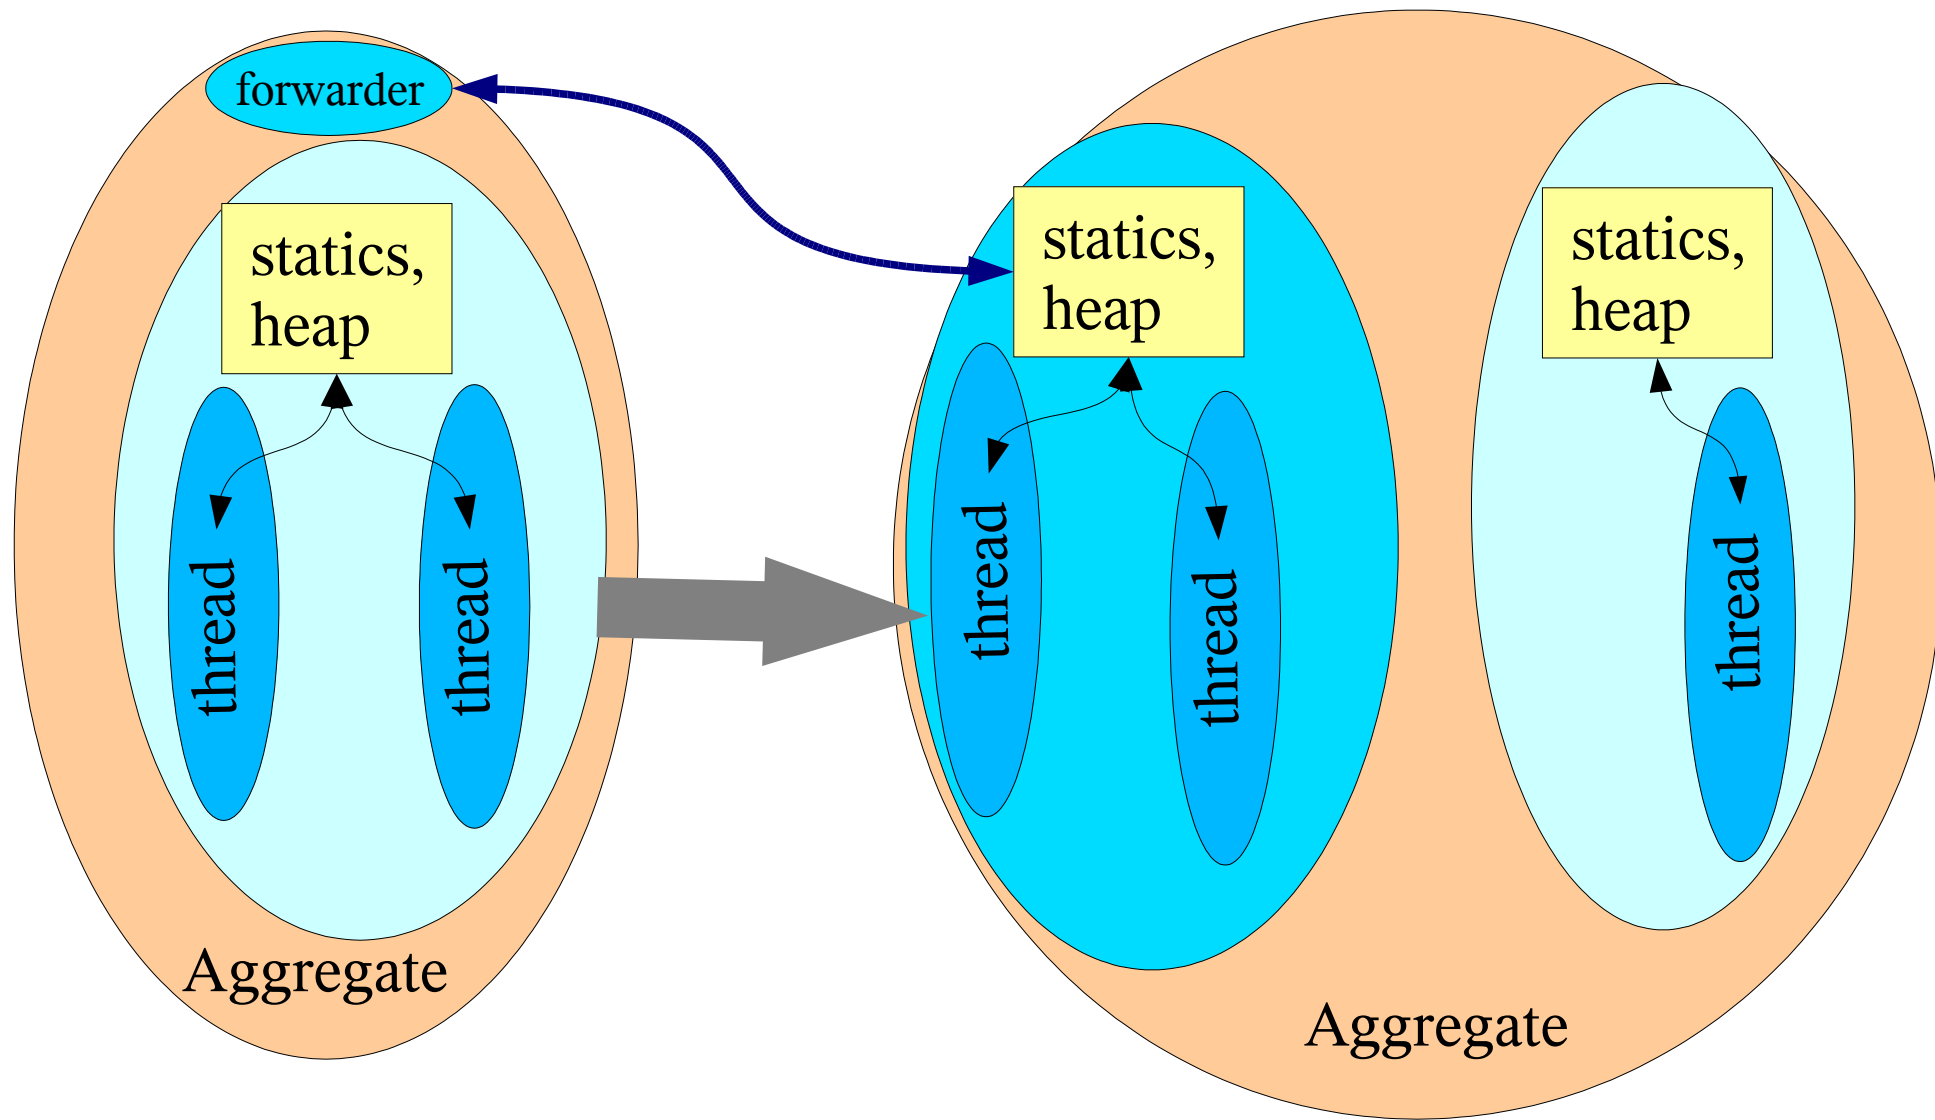 forwarder
statics,
heap
thread
thread
Aggregate
statics,
heap
thread
thread
statics,
heap
thread
Aggregate